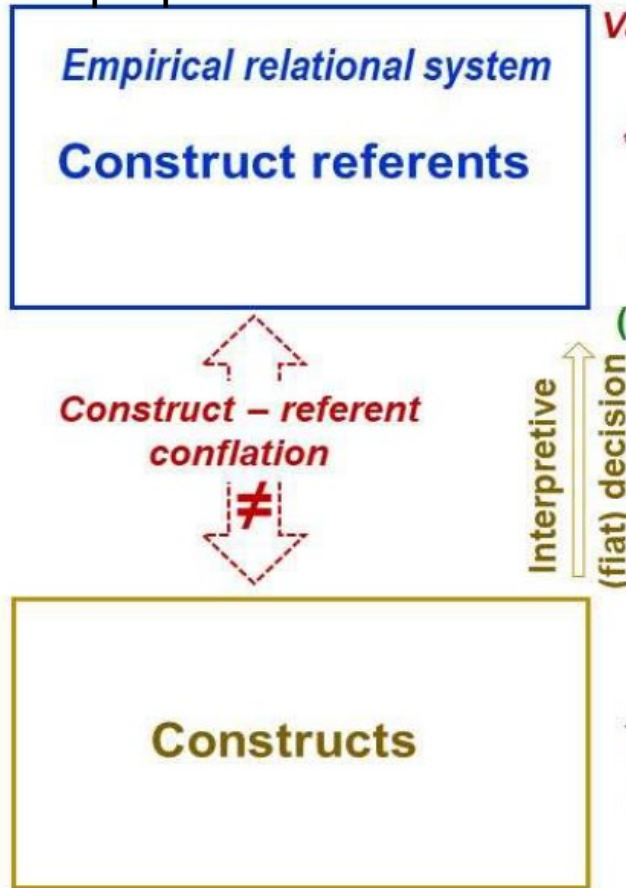 Empirical relational system
Construct referents
Construct – referent
conflation
≠
Interpretive
(fiat) decision
Constructs